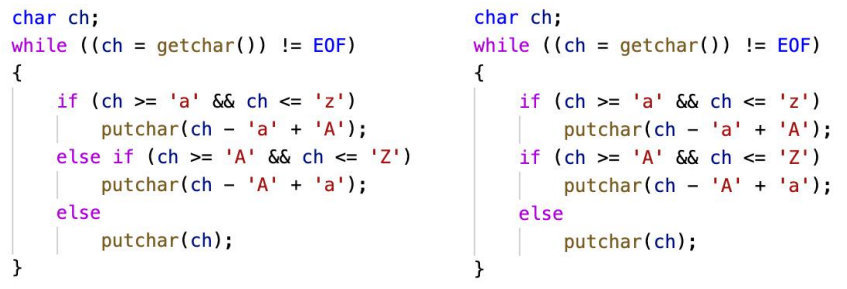 char ch;
while ((ch = getchar()) != EOF)
{
    if (ch >= 'a' && ch <= 'z')
        putchar(ch - 'a' + 'A');
    else if (ch >= 'A' && ch <= 'Z')
        putchar(ch - 'A' + 'a');
    else
        putchar(ch);
}
char ch;
while ((ch = getchar()) != EOF)
{
    if (ch >= 'a' && ch <= 'z')
        putchar(ch - 'a' + 'A');
    if (ch >= 'A' && ch <= 'Z')
        putchar(ch - 'A' + 'a');
    else
        putchar(ch);
}